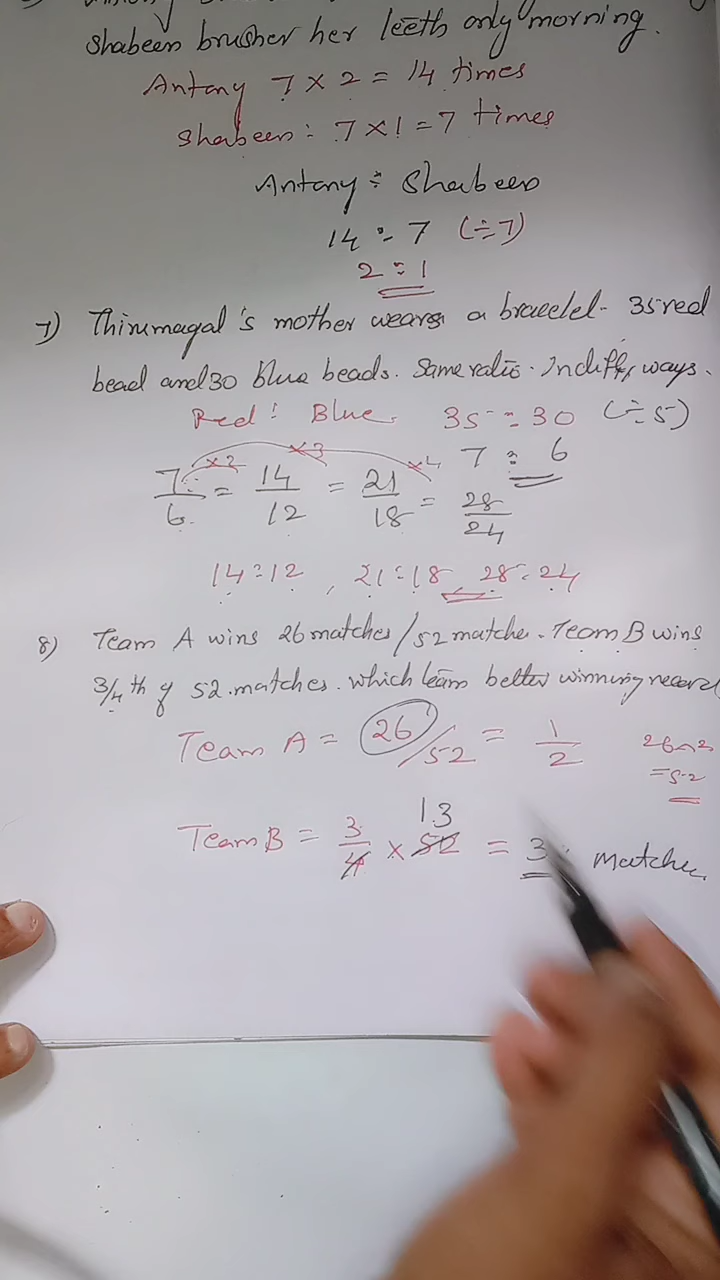 Shabeen brusher her teeth only morning.
Antony 7 × 2 = 14 times
Shabeen : 7 × 1 = 7 times
Antony : Shabeen
14 : 7 (÷7)
2 : 1
7) Thirumagal's mother wears a bracelet. 35 red
bead and 30 blue beads. Same ratio. In diff, ways.
Red : Blue. 35 : 30 (÷5)
7 : 6
×2 ×3 ×4
7/6 = 14/12 = 21/18 = 28/24
14:12, 21:18, 28:24
8) Team A wins 26 matches/52 matche. Team B wins
3/4 th of 52 matches. which team better winning record
Team A = 26/52 = 1/2
26×2
=52
Team B = 3/4 × 52 = matche.
13